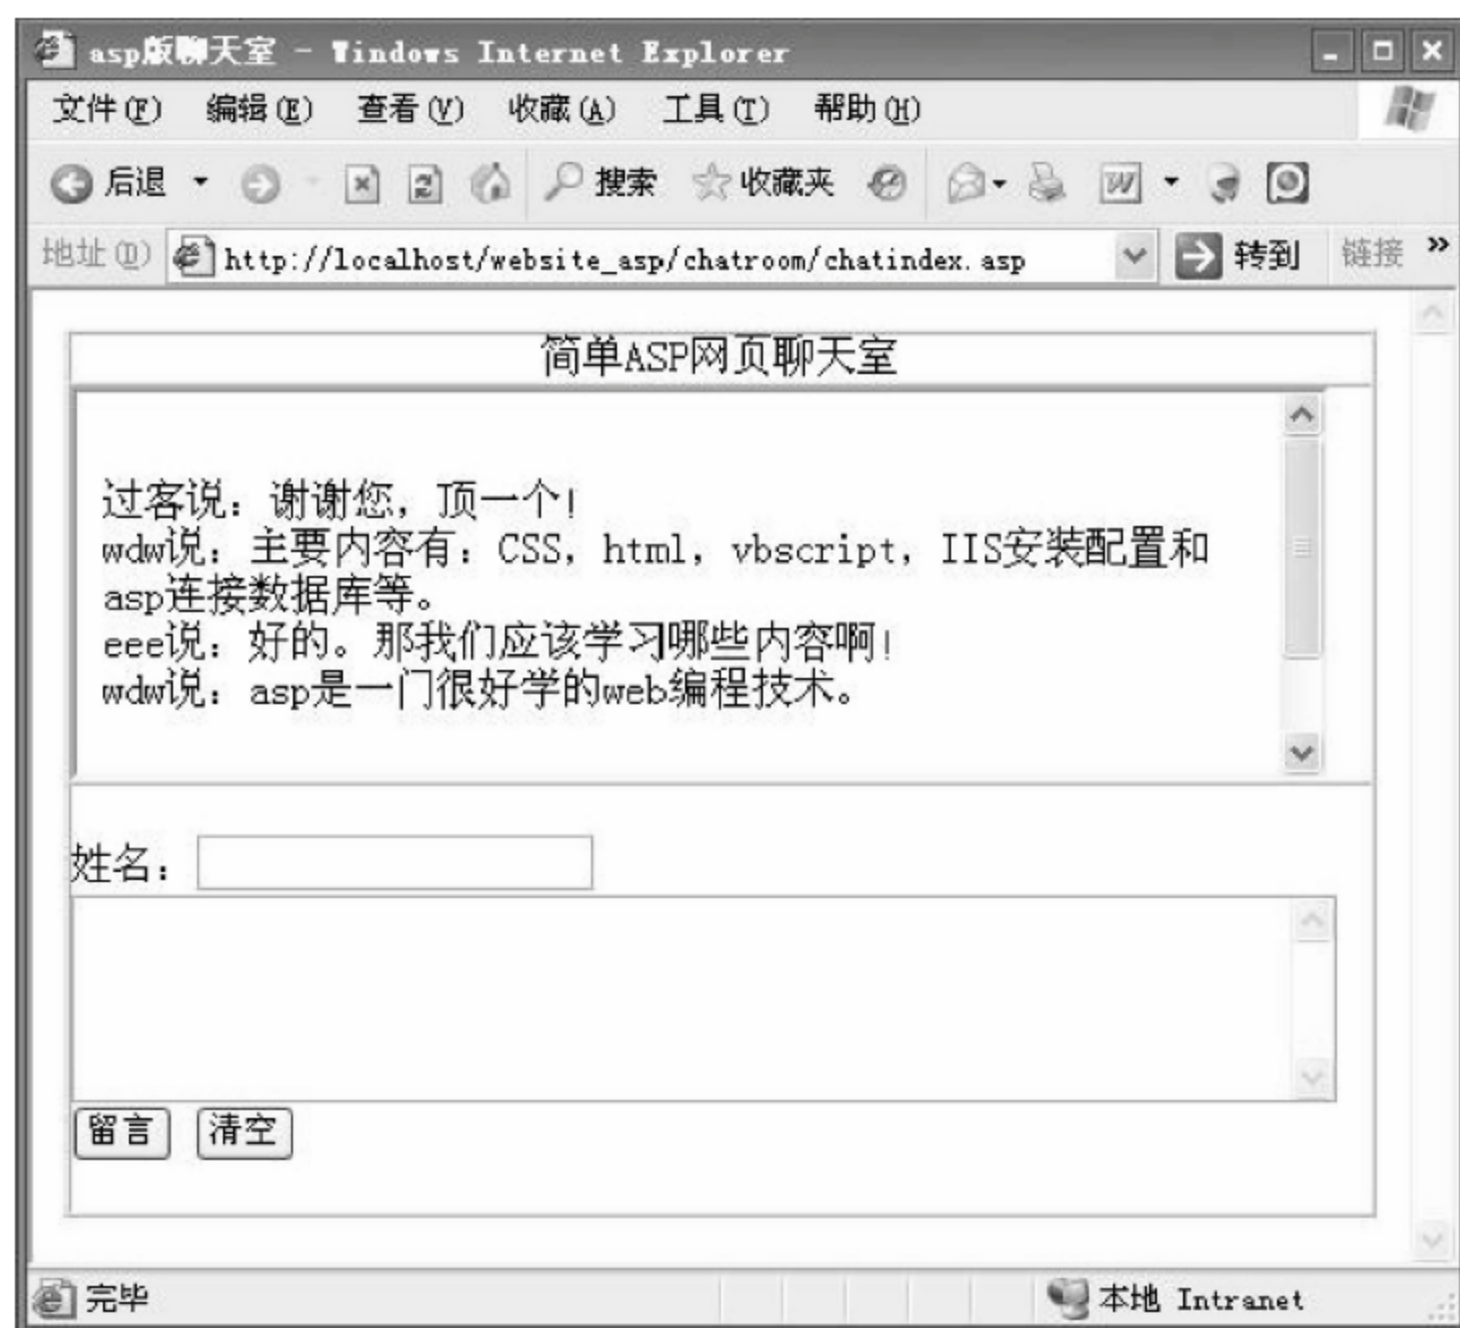 asp版聊天室 - Windows Internet Explorer
文件(F) 编辑(E) 查看(V) 收藏(A) 工具(T) 帮助(H)
后退 搜索 收藏夹
地址(D) http://localhost/website_asp/chatroom/chatindex.asp 转到 链接 »
简单ASP网页聊天室
过客说：谢谢您，顶一个！
wdw说：主要内容有：CSS，html，vbscript，IIS安装配置和
asp连接数据库等。
eee说：好的。那我们应该学习哪些内容啊！
wdw说：asp是一门很好学的web编程技术。
姓名：
留言 清空
完毕 本地 Intranet